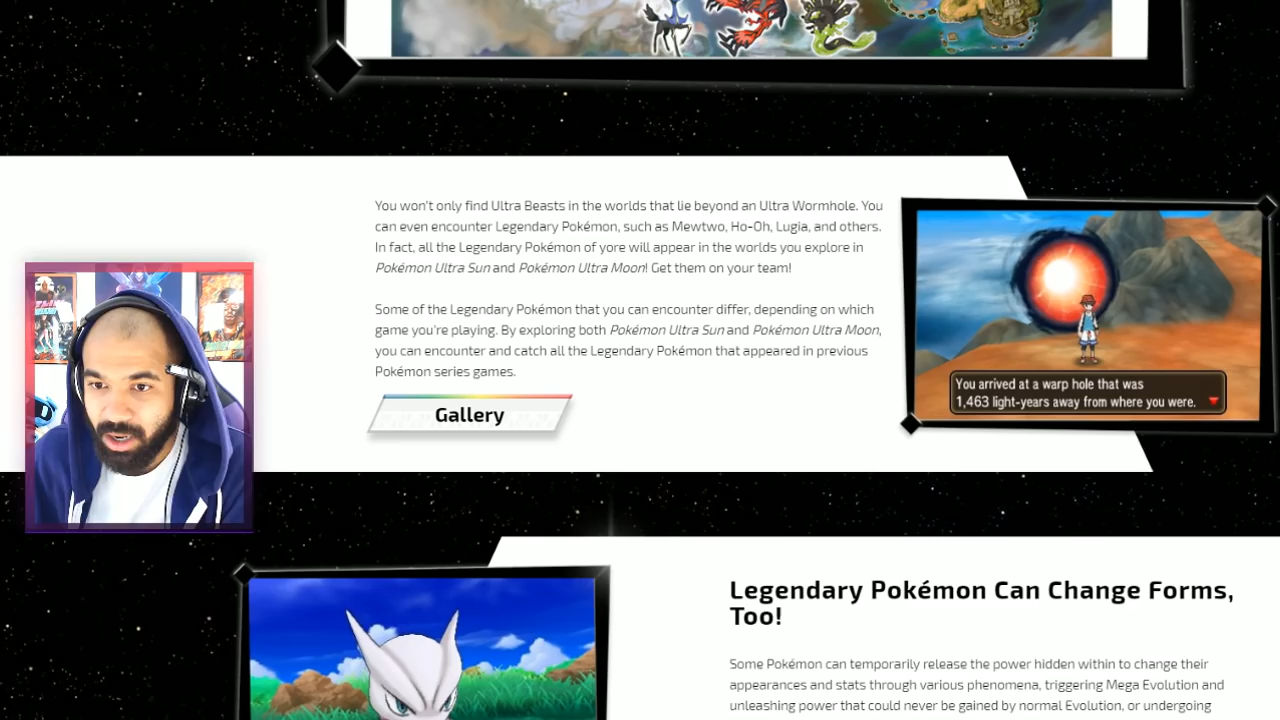 You won't only find Ultra Beasts in the worlds that lie beyond an Ultra Wormhole. You
can even encounter Legendary Pokémon, such as Mewtwo, Ho-Oh, Lugia, and others.
In fact, all the Legendary Pokémon of yore will appear in the worlds you explore in
Pokémon Ultra Sun and Pokémon Ultra Moon! Get them on your team!
Some of the Legendary Pokémon that you can encounter differ, depending on which
game you're playing. By exploring both Pokémon Ultra Sun and Pokémon Ultra Moon,
you can encounter and catch all the Legendary Pokémon that appeared in previous
Pokémon series games.
Gallery
You arrived at a warp hole that was
1,463 light-years away from where you were.
Legendary Pokémon Can Change Forms,
Too!
Some Pokémon can temporarily release the power hidden within to change their
appearances and stats through various phenomena, triggering Mega Evolution and
unleashing power that could never be gained by normal Evolution, or undergoing